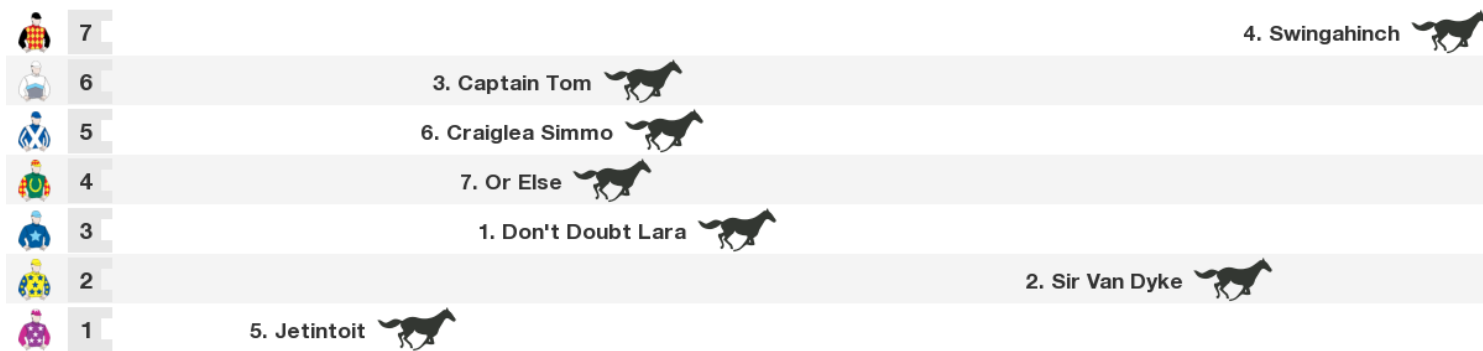 7 4. Swingahinch
6 3. Captain Tom
5 6. Craiglea Simmo
4 7. Or Else
3 1. Don't Doubt Lara
2 2. Sir Van Dyke
1 5. Jetintoit